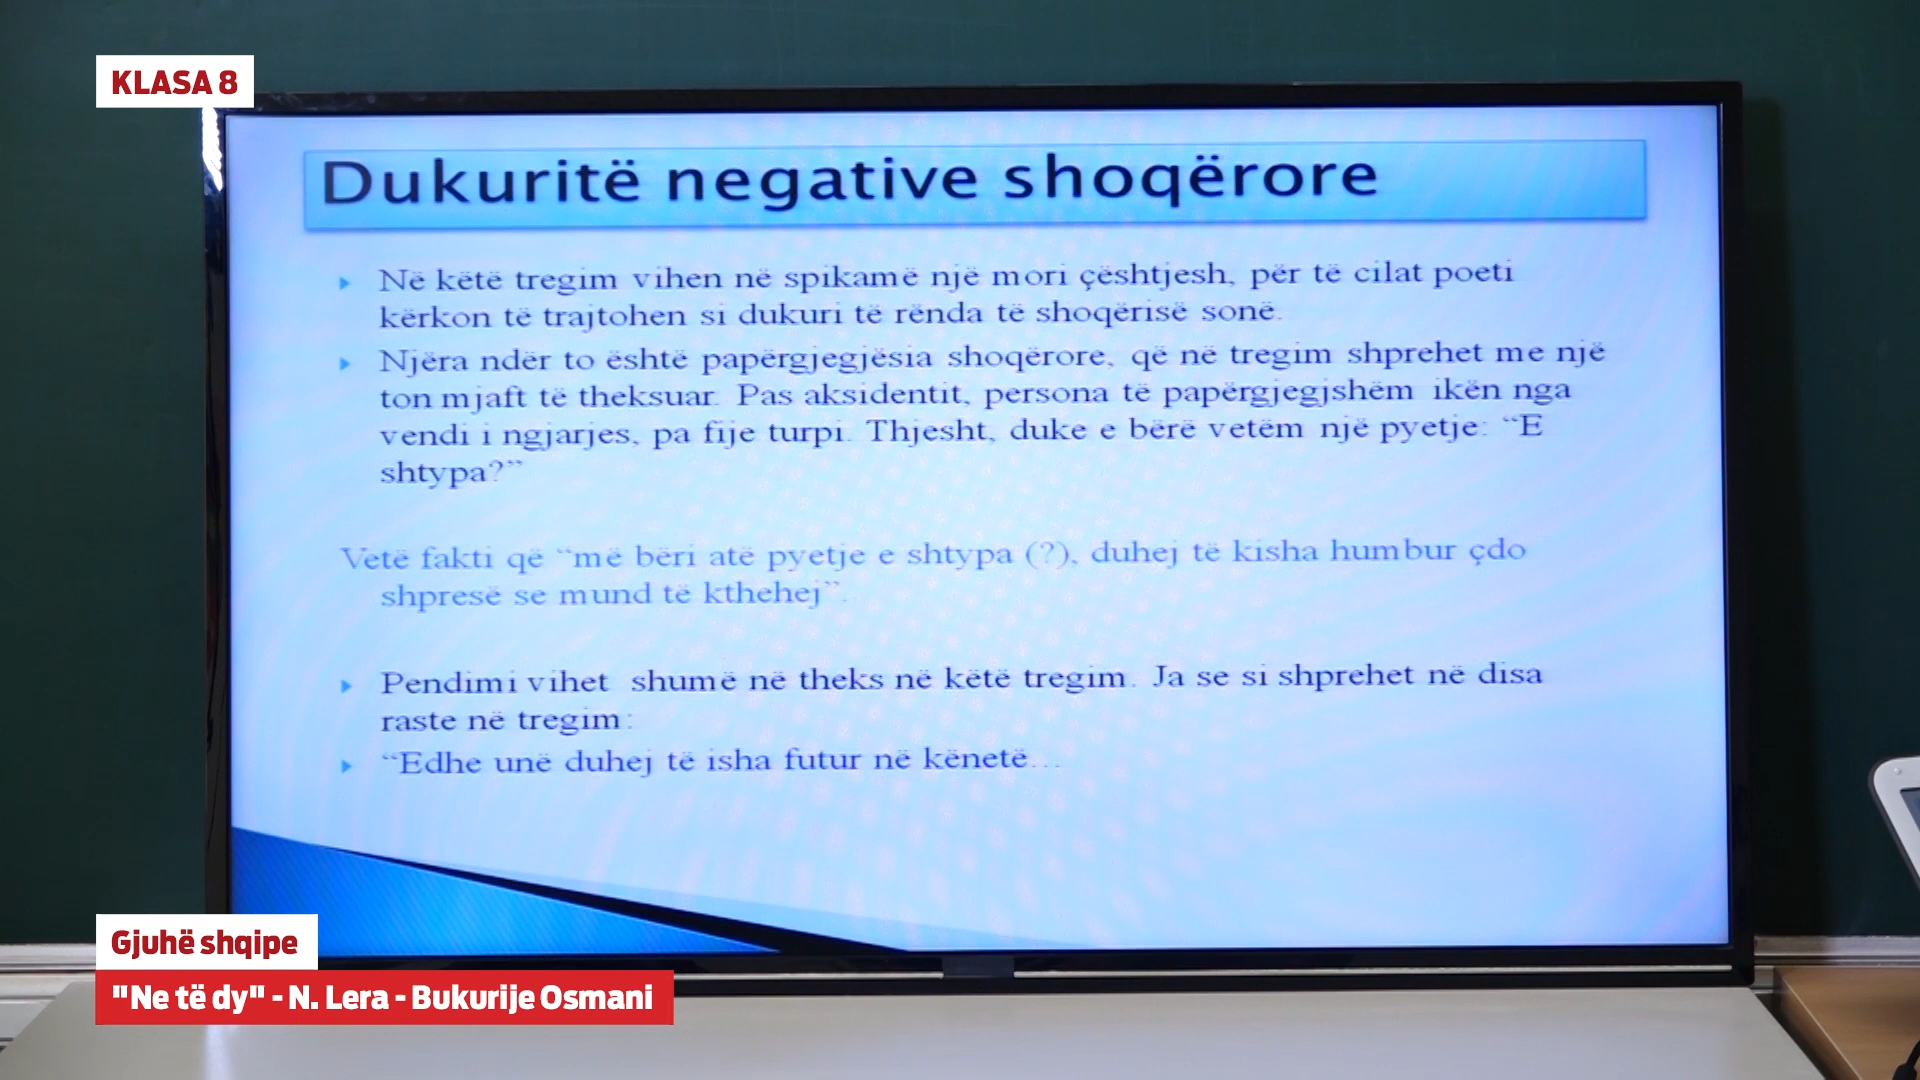 KLASA 8
Dukuritë negative shoqërore
Në këtë tregim vihen në spikamë një mori çështjesh, për të cilat poeti
kërkon të trajtohen si dukuri të rënda të shoqërisë sonë.
Njëra ndër to është papërgjegjësia shoqërore, që në tregim shprehet me një
ton mjaft të theksuar. Pas aksidentit, persona të papërgjegjshëm ikën nga
vendi i ngjarjes, pa fije turpi. Thjesht, duke e bërë vetëm një pyetje: “E
shtypa?”
Vetë fakti që “më bëri atë pyetje e shtypa (?), duhej të kisha humbur çdo
shpresë se mund të kthehej”.
Pendimi vihet shumë në theks në këtë tregim. Ja se si shprehet në disa
raste në tregim:
“Edhe unë duhej të isha futur në kënetë...
Gjuhë shqipe
"Ne të dy" - N. Lera - Bukurije Osmani